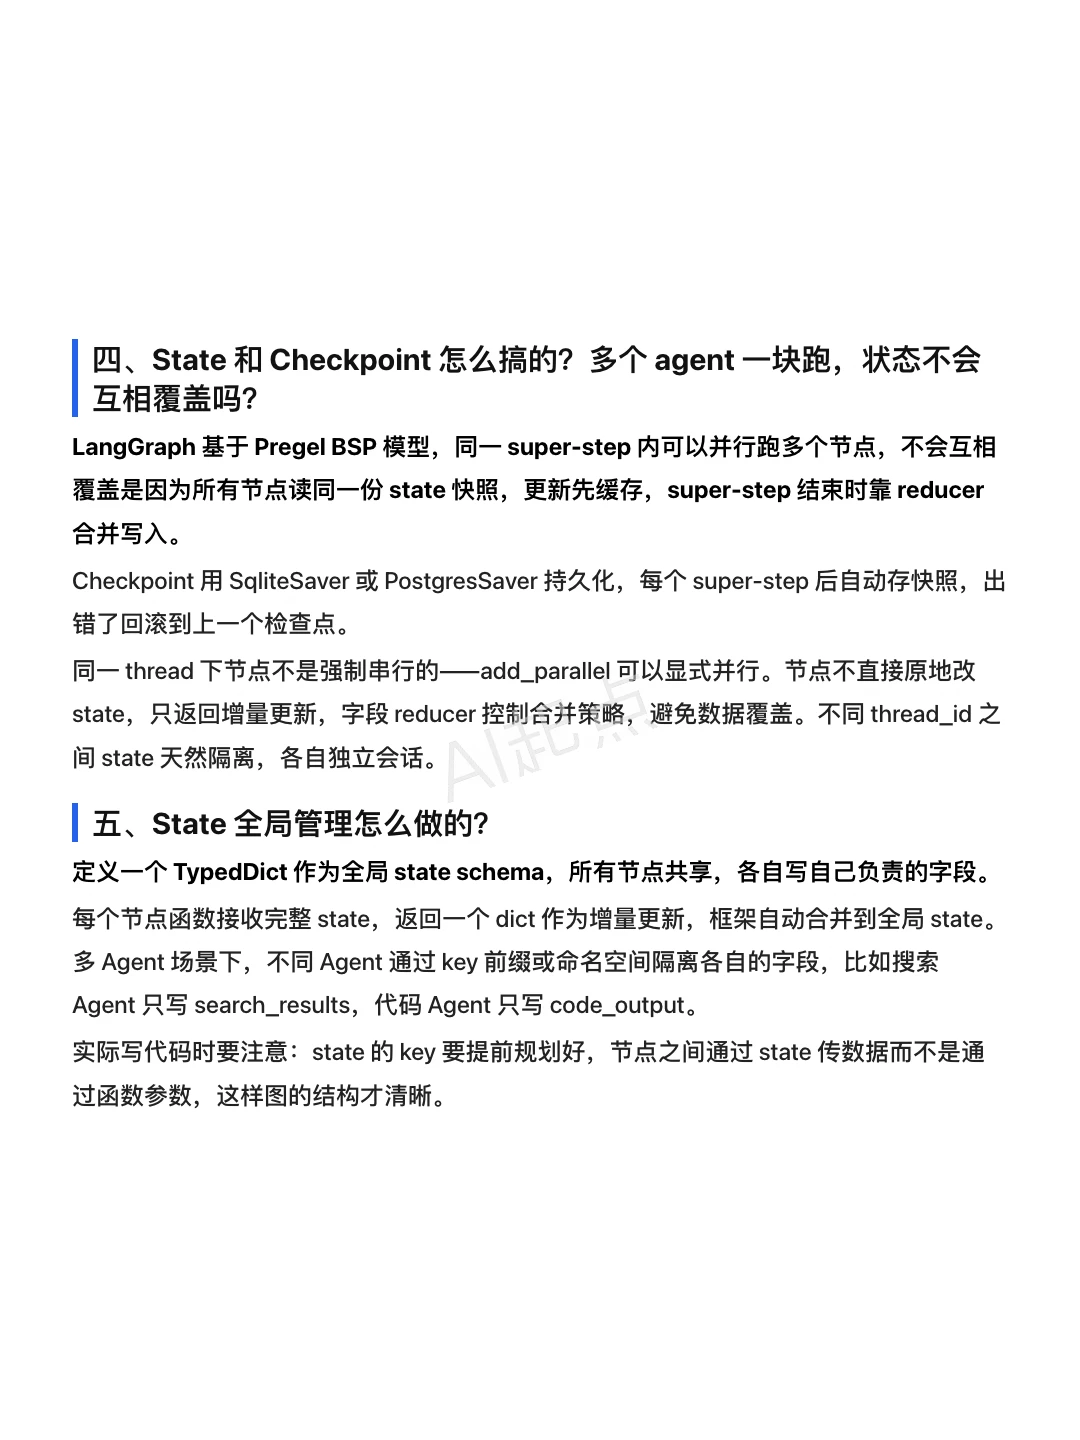 四、State 和 Checkpoint 怎么搞的？多个 agent 一块跑，状态不会
互相覆盖吗？
LangGraph 基于 Pregel BSP 模型，同一 super-step 内可以并行跑多个节点，不会互相
覆盖是因为所有节点读同一份 state 快照，更新先缓存，super-step 结束时靠 reducer
合并写入。
Checkpoint 用 SqliteSaver 或 PostgresSaver 持久化，每个 super-step 后自动存快照，出
错了回滚到上一个检查点。
同一 thread 下节点不是强制串行的——add_parallel 可以显式并行。节点不直接原地改
state，只返回增量更新，字段 reducer 控制合并策略，避免数据覆盖。不同 thread_id 之
间 state 天然隔离，各自独立会话。
AI起点
五、State 全局管理怎么做的？
定义一个 TypedDict 作为全局 state schema，所有节点共享，各自写自己负责的字段。
每个节点函数接收完整 state，返回一个 dict 作为增量更新，框架自动合并到全局 state。
多 Agent 场景下，不同 Agent 通过 key 前缀或命名空间隔离各自的字段，比如搜索
Agent 只写 search_results，代码 Agent 只写 code_output。
实际写代码时要注意：state 的 key 要提前规划好，节点之间通过 state 传数据而不是通
过函数参数，这样图的结构才清晰。